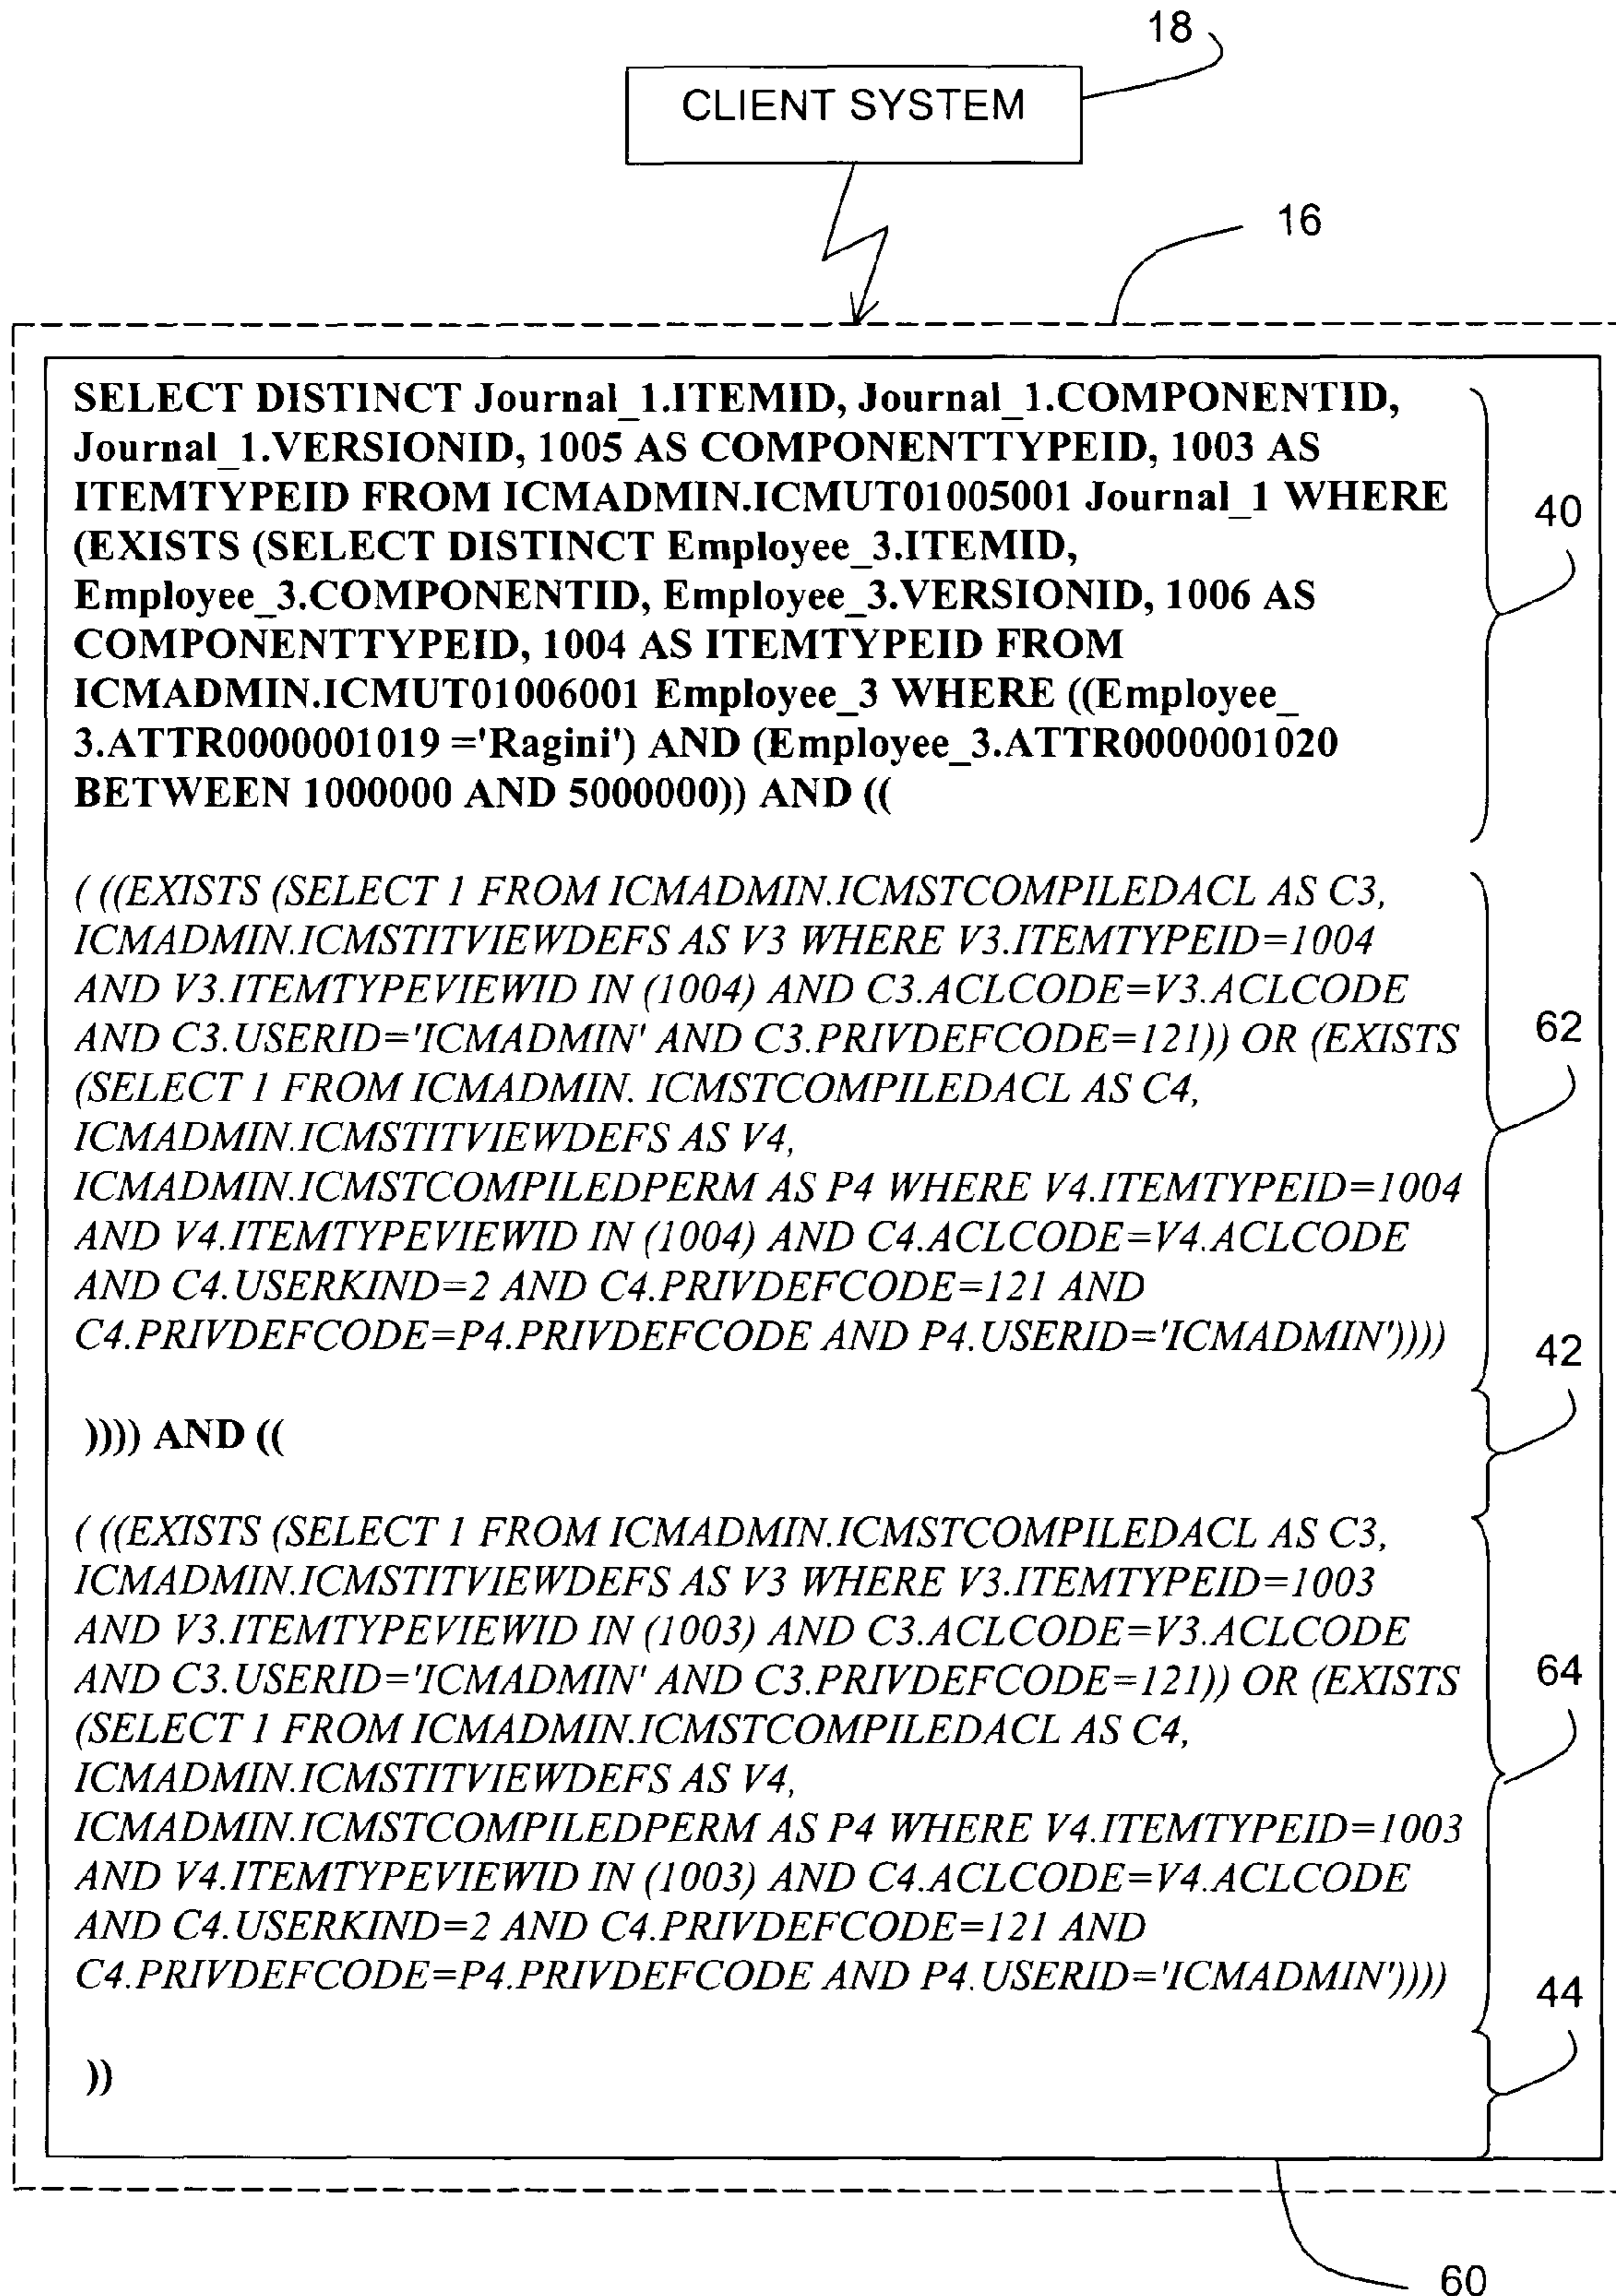 18
CLIENT SYSTEM
16
SELECT DISTINCT Journal_1.ITEMID, Journal_1.COMPONENTID,
Journal_1.VERSIONID, 1005 AS COMPONENTTYPEID, 1003 AS
ITEMTYPEID FROM ICMADMIN.ICMUT01005001 Journal_1 WHERE
40
(EXISTS (SELECT DISTINCT Employee_3.ITEMID,
Employee_3.COMPONENTID, Employee_3.VERSIONID, 1006 AS
COMPONENTTYPEID, 1004 AS ITEMTYPEID FROM
ICMADMIN.ICMUT01006001 Employee_3 WHERE ((Employee_
3.ATTR0000001019 ='Ragini') AND (Employee_3.ATTR0000001020
BETWEEN 1000000 AND 5000000)) AND ((
( ((EXISTS (SELECT 1 FROM ICMADMIN.ICMSTCOMPILEDACL AS C3,
ICMADMIN.ICMSTITVIEWDEFS AS V3 WHERE V3.ITEMTYPEID=1004
AND V3.ITEMTYPEVIEWID IN (1004) AND C3.ACLCODE=V3.ACLCODE
AND C3.USERID='ICMADMIN' AND C3.PRIVDEFCODE=121)) OR (EXISTS
62
(SELECT 1 FROM ICMADMIN. ICMSTCOMPILEDACL AS C4,
ICMADMIN.ICMSTITVIEWDEFS AS V4,
ICMADMIN.ICMSTCOMPILEDPERM AS P4 WHERE V4.ITEMTYPEID=1004
AND V4.ITEMTYPEVIEWID IN (1004) AND C4.ACLCODE=V4.ACLCODE
AND C4.USERKIND=2 AND C4.PRIVDEFCODE=121 AND
C4.PRIVDEFCODE=P4.PRIVDEFCODE AND P4.USERID='ICMADMIN'))))
42
)))) AND ((
( ((EXISTS (SELECT 1 FROM ICMADMIN.ICMSTCOMPILEDACL AS C3,
ICMADMIN.ICMSTITVIEWDEFS AS V3 WHERE V3.ITEMTYPEID=1003
AND V3.ITEMTYPEVIEWID IN (1003) AND C3.ACLCODE=V3.ACLCODE
AND C3.USERID='ICMADMIN' AND C3.PRIVDEFCODE=121)) OR (EXISTS
64
(SELECT 1 FROM ICMADMIN.ICMSTCOMPILEDACL AS C4,
ICMADMIN.ICMSTITVIEWDEFS AS V4,
ICMADMIN.ICMSTCOMPILEDPERM AS P4 WHERE V4.ITEMTYPEID=1003
AND V4.ITEMTYPEVIEWID IN (1003) AND C4.ACLCODE=V4.ACLCODE
AND C4.USERKIND=2 AND C4.PRIVDEFCODE=121 AND
C4.PRIVDEFCODE=P4.PRIVDEFCODE AND P4.USERID='ICMADMIN'))))
44
))
60